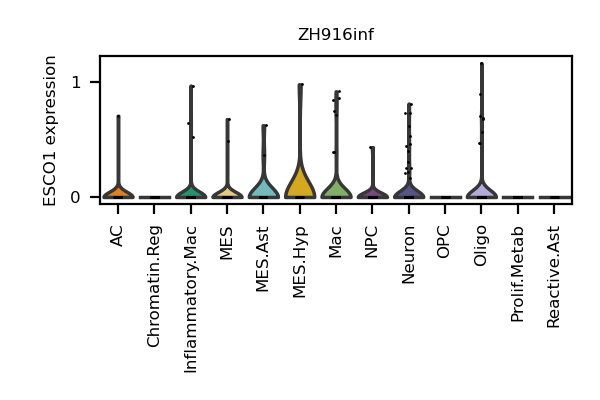 ZH916inf
ESCO1 expression
1
0
AC
Chromatin.Reg
Inflammatory.Mac
MES
MES.Ast
MES.Hyp
Mac
NPC
Neuron
OPC
Oligo
Prolif.Metab
Reactive.Ast